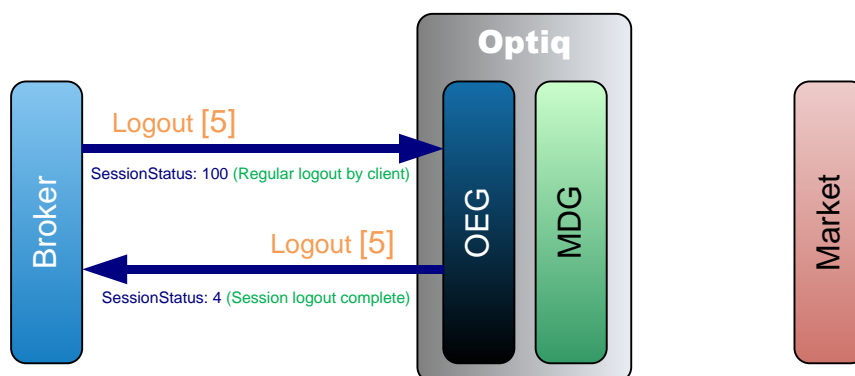 Optiq
Logout [5]
SessionStatus: 100 (Regular logout by client)
Broker
OEG
MDG
Market
Logout [5]
SessionStatus: 4 (Session logout complete)